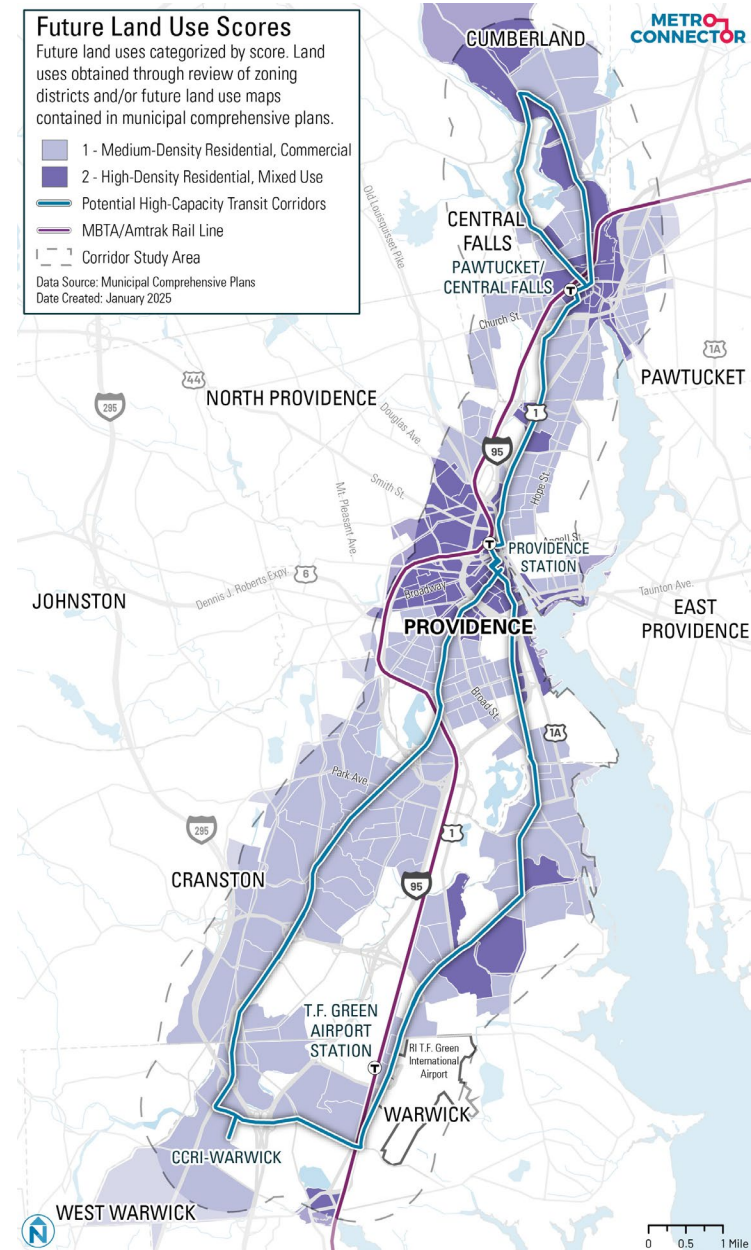 Future Land Use Scores
Future land uses categorized by score. Land
uses obtained through review of zoning
districts and/or future land use maps
contained in municipal comprehensive plans.
1 - Medium-Density Residential, Commercial
2 - High-Density Residential, Mixed Use
Potential High-Capacity Transit Corridors
MBTA/Amtrak Rail Line
Corridor Study Area
Data Source: Municipal Comprehensive Plans
Date Created: January 2025
METRO
CONNECTOR
CUMBERLAND
Old Louisquisset Pike
CENTRAL
FALLS
PAWTUCKET/
CENTRAL FALLS
T
Church St.
1A
PAWTUCKET
44
295
NORTH PROVIDENCE
1
Douglas Ave.
95
Smith St.
Hope St.
Mt. Pleasant Ave.
T
Angell St.
PROVIDENCE
STATION
6
Dennis J. Roberts Expy.
Broadway
Taunton Ave.
JOHNSTON
EAST
PROVIDENCE
PROVIDENCE
Broad St.
1A
Park Ave.
295
1
CRANSTON
95
T.F. GREEN
AIRPORT
STATION
T
RI T.F. Green
International
Airport
WARWICK
CCRI-WARWICK
WEST WARWICK
N
0 0.5 1 Mile